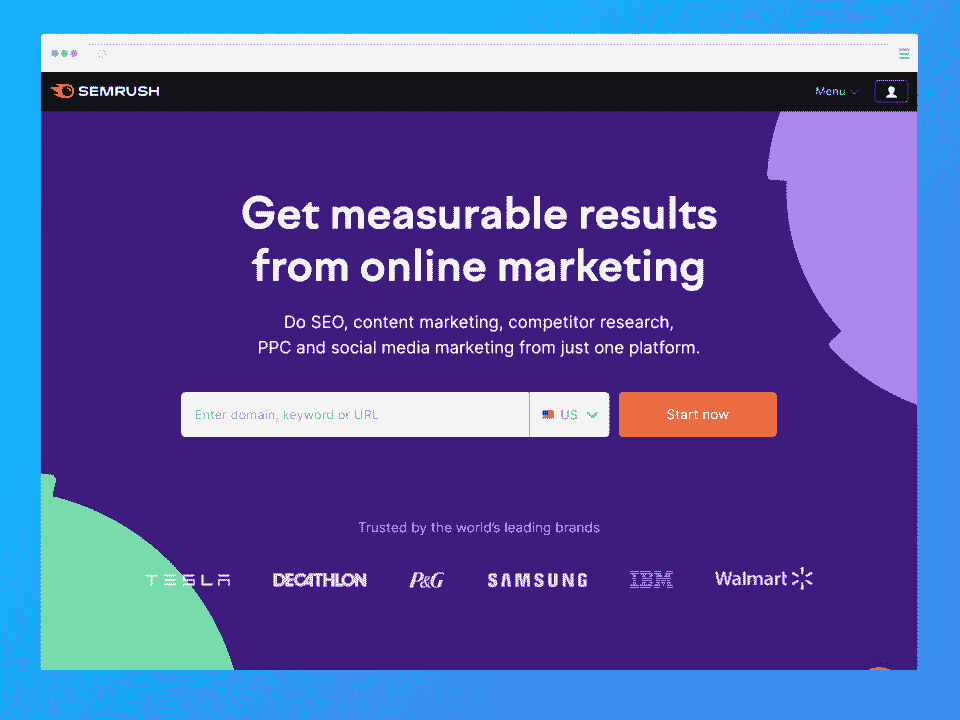 SEMRUSH
Menu
Get measurable results
from online marketing
Do SEO, content marketing, competitor research,
PPC and social media marketing from just one platform.
Enter domain, keyword or URL
US
Start now
Trusted by the world's leading brands
TESLA DECATHLON P&G SAMSUNG IBM Walmart